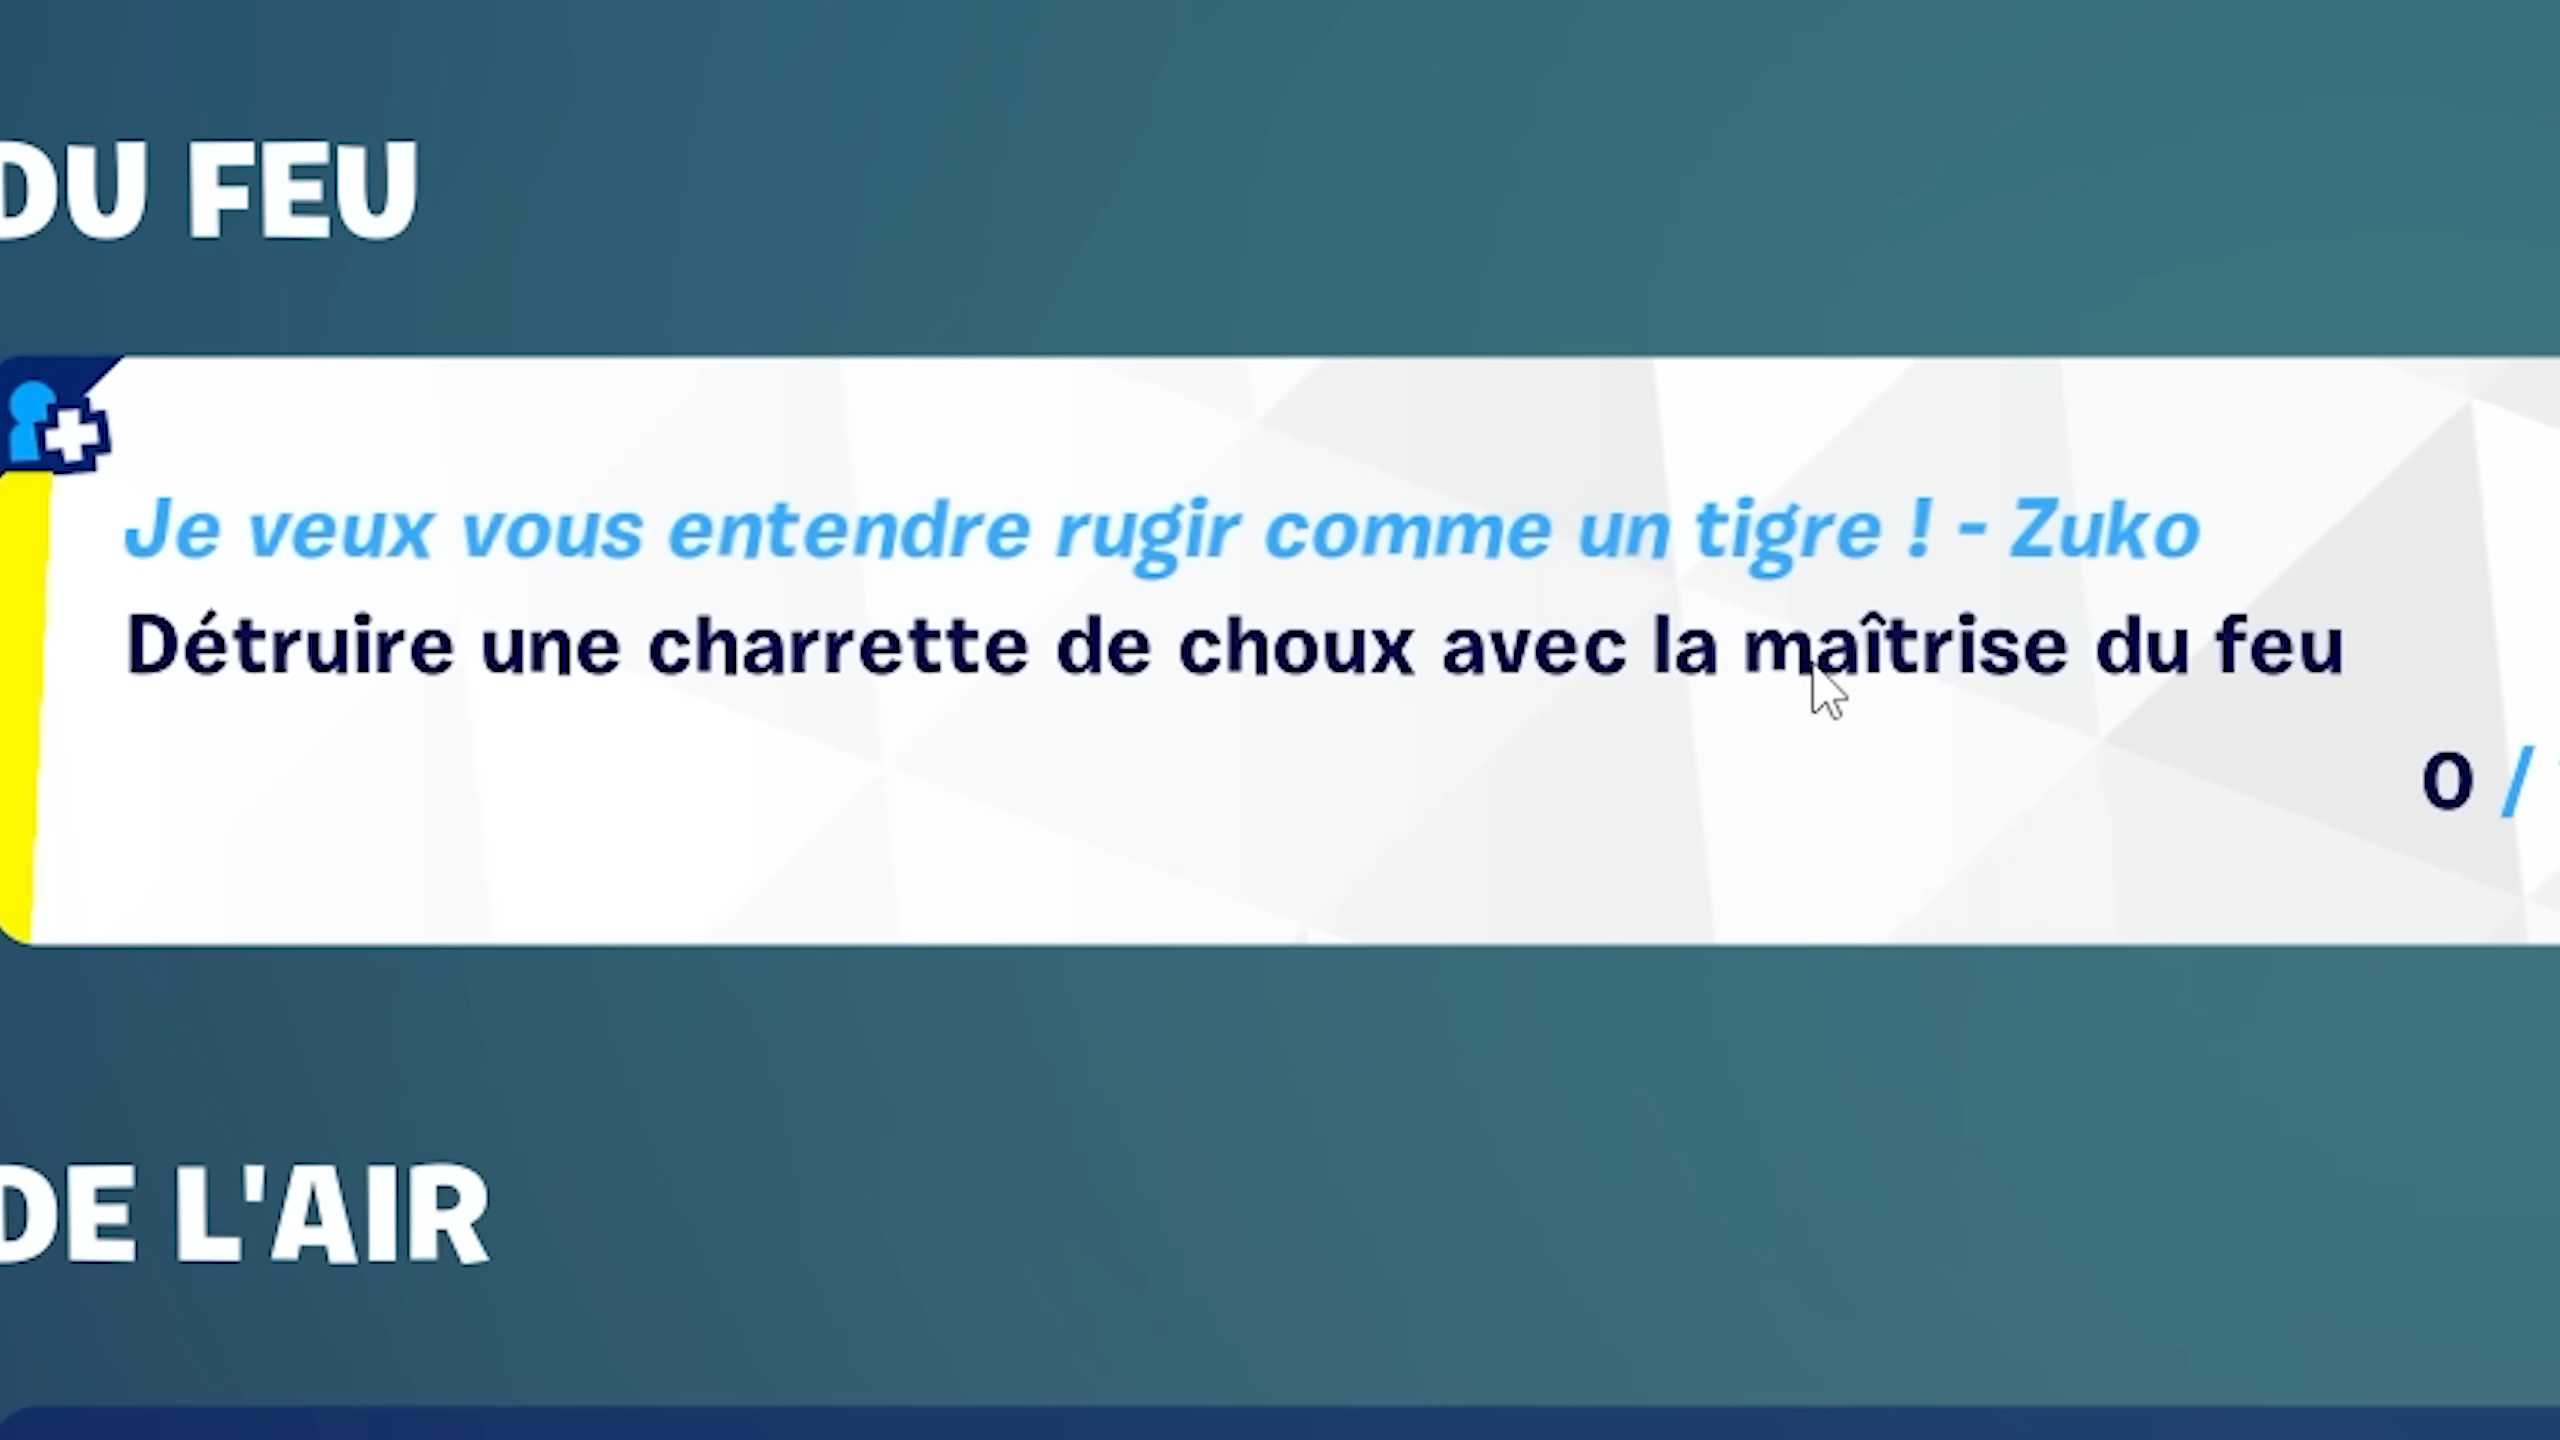 DU FEU
Je veux vous entendre rugir comme un tigre ! - Zuko
Détruire une charrette de choux avec la maîtrise du feu
0 /
DE L'AIR